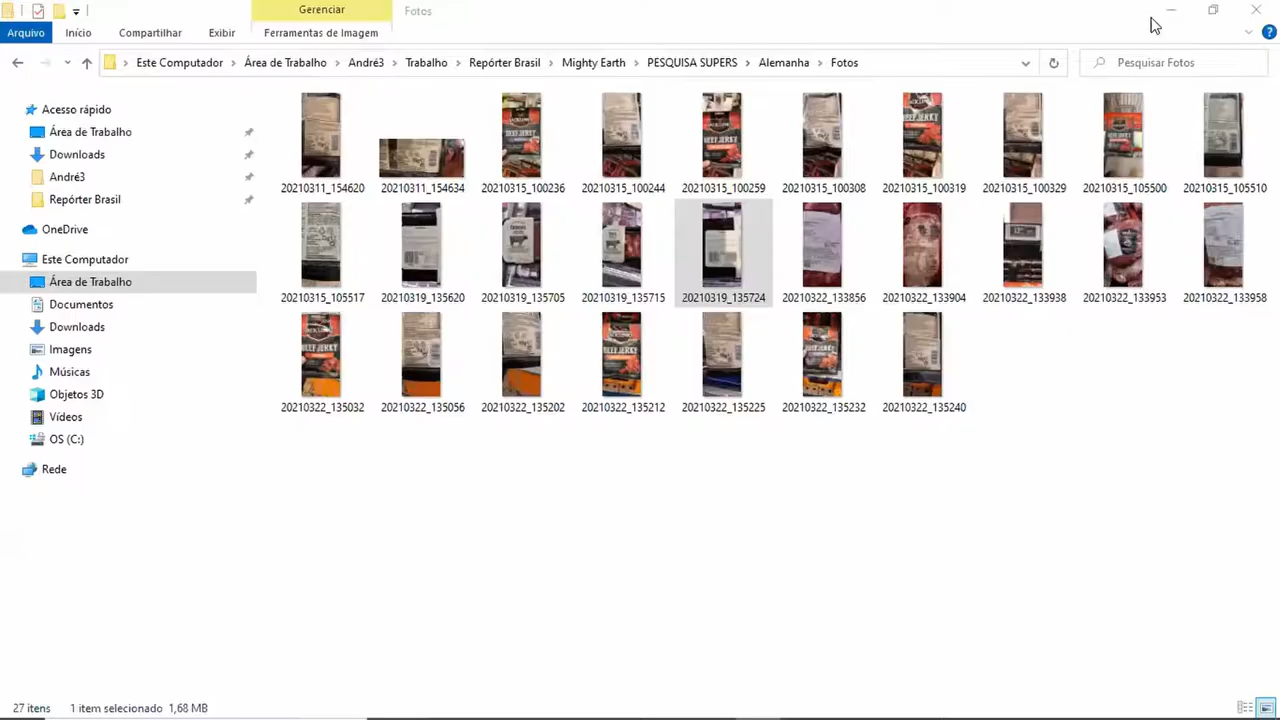 Gerenciar
Fotos
Arquivo
Início
Compartilhar
Exibir
Ferramentas de Imagem
Este Computador
Área de Trabalho
André3
Trabalho
Repórter Brasil
Mighty Earth
PESQUISA SUPERS
Alemanha
Fotos
Pesquisar Fotos
Acesso rápido
Área de Trabalho
Downloads
André3
Repórter Brasil
OneDrive
Este Computador
Área de Trabalho
Documentos
Downloads
Imagens
Músicas
Objetos 3D
Vídeos
OS (C:)
Rede
20210311_154620
20210311_154634
20210315_100236
20210315_100244
20210315_100259
20210315_100308
20210315_100319
20210315_100329
20210315_105500
20210315_105510
20210315_105517
20210319_135620
20210319_135705
20210319_135715
20210319_135724
20210322_133856
20210322_133904
20210322_133938
20210322_133953
20210322_133958
20210322_135032
20210322_135056
20210322_135202
20210322_135212
20210322_135225
20210322_135232
20210322_135240
27 itens
1 item selecionado 1,68 MB